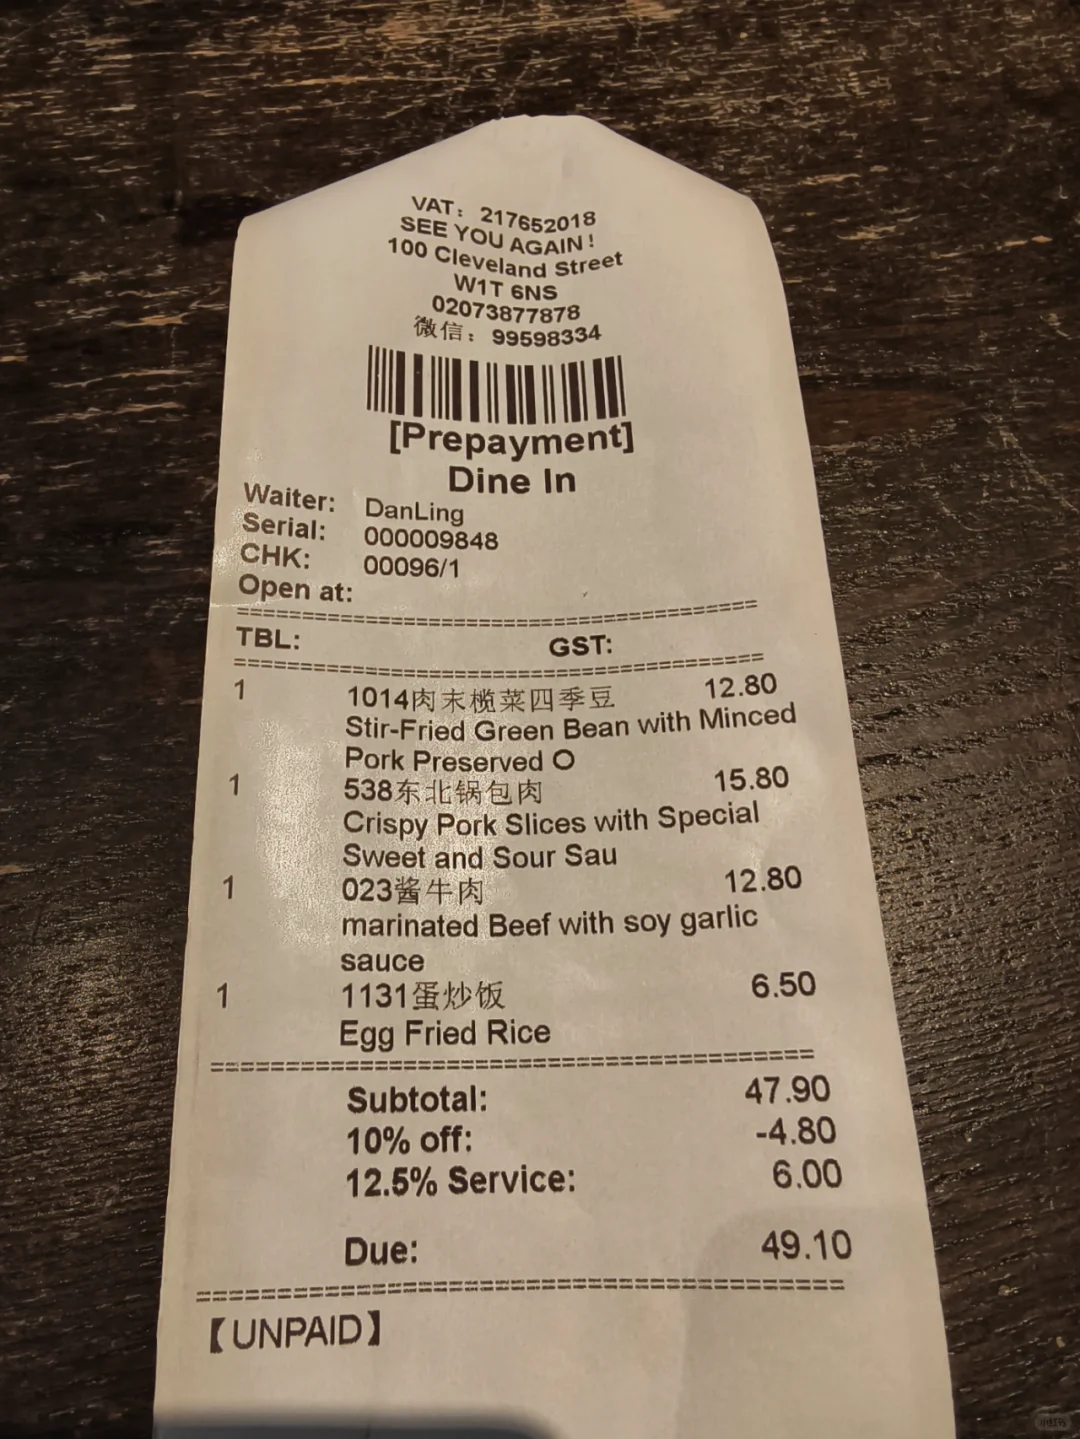 VAT: 217652018
SEE YOU AGAIN!
100 Cleveland Street
W1T 6NS
02073877878
微信: 99598334
[Prepayment]
Dine In
Waiter: DanLing
Serial: 000009848
CHK: 00096/1
Open at:
TBL: GST:
1 1014肉末榄菜四季豆 12.80
Stir-Fried Green Bean with Minced
Pork Preserved O
1 538东北锅包肉 15.80
Crispy Pork Slices with Special
Sweet and Sour Sau
1 023酱牛肉 12.80
marinated Beef with soy garlic
sauce
1 1131蛋炒饭 6.50
Egg Fried Rice
Subtotal: 47.90
10% off: -4.80
12.5% Service: 6.00
Due: 49.10
【UNPAID】
小红书